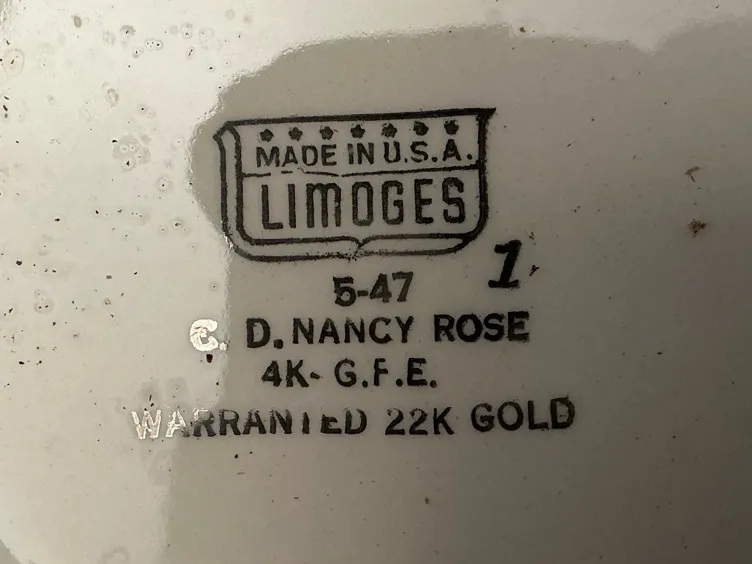 MADE IN U.S.A.
LIMOGES
5-47 1
C. D. NANCY ROSE
4K- G.F.E.
WARRANTED 22K GOLD